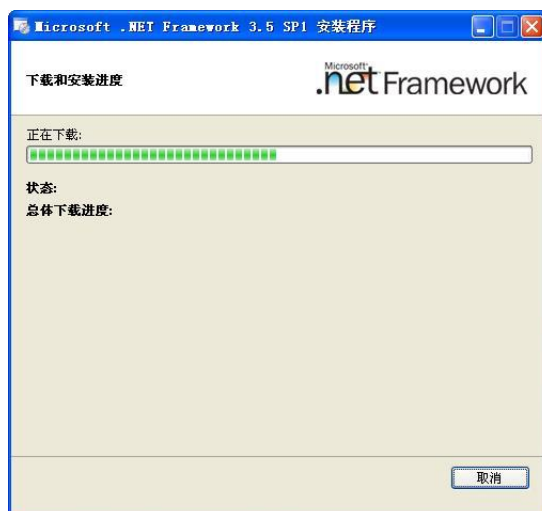 Microsoft .NET Framework 3.5 SP1 安装程序
下载和安装进度
Microsoft
.net Framework
正在下载:
状态:
总体下载进度:
取消